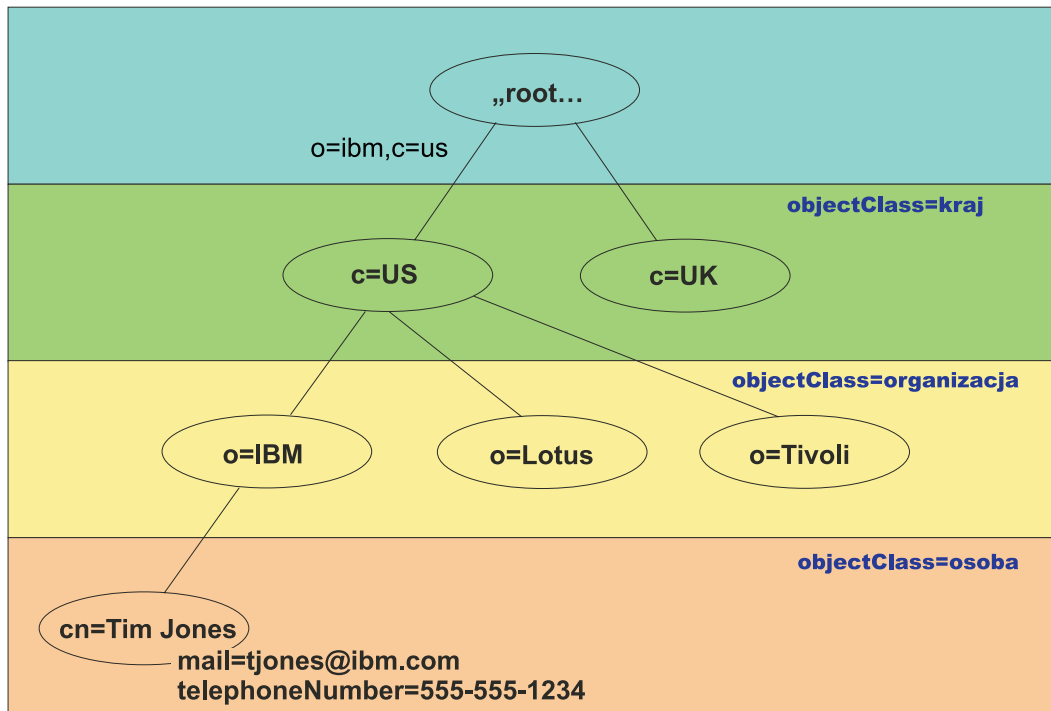 „root…
o=ibm,c=us
objectClass=kraj
c=US
c=UK
objectClass=organizacja
o=IBM
o=Lotus
o=Tivoli
objectClass=osoba
cn=Tim Jones
mail=tjones@ibm.com
telephoneNumber=555-555-1234